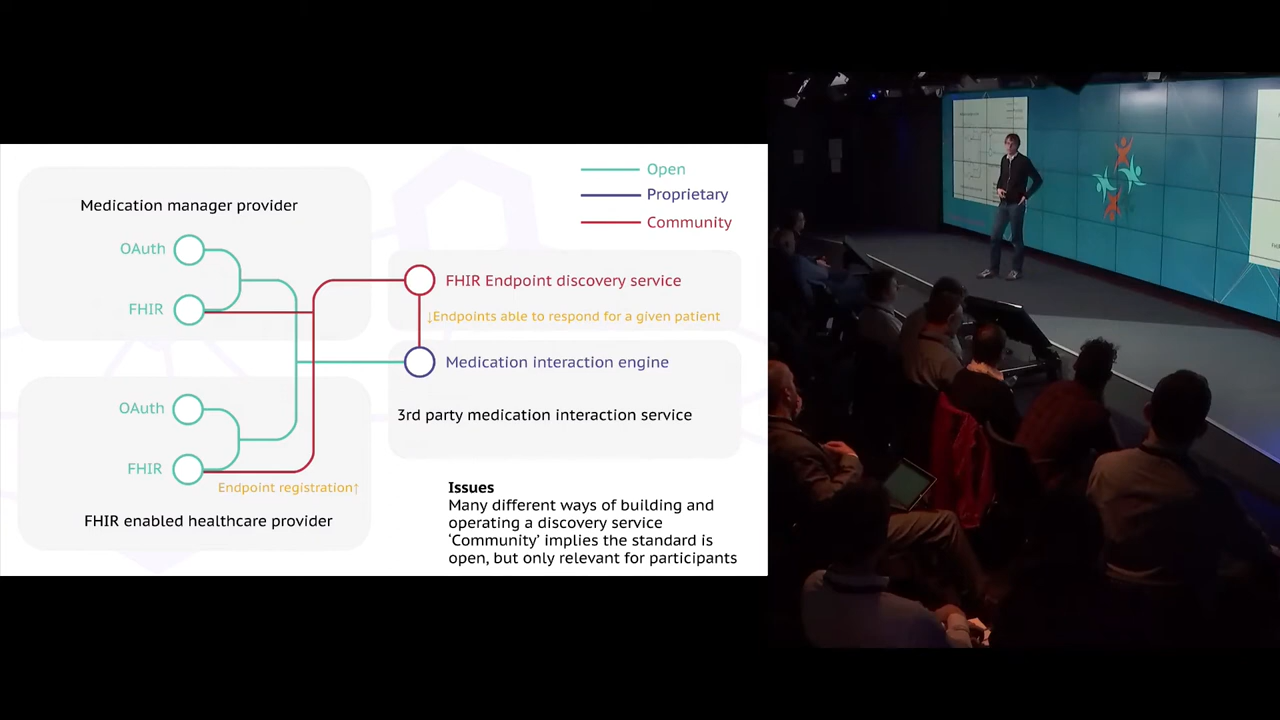 Open
Proprietary
Community
Medication manager provider
OAuth
FHIR
FHIR Endpoint discovery service
↓Endpoints able to respond for a given patient
Medication interaction engine
3rd party medication interaction service
OAuth
FHIR
Endpoint registration↑
FHIR enabled healthcare provider
Issues
Many different ways of building and
operating a discovery service
‘Community’ implies the standard is
open, but only relevant for participants